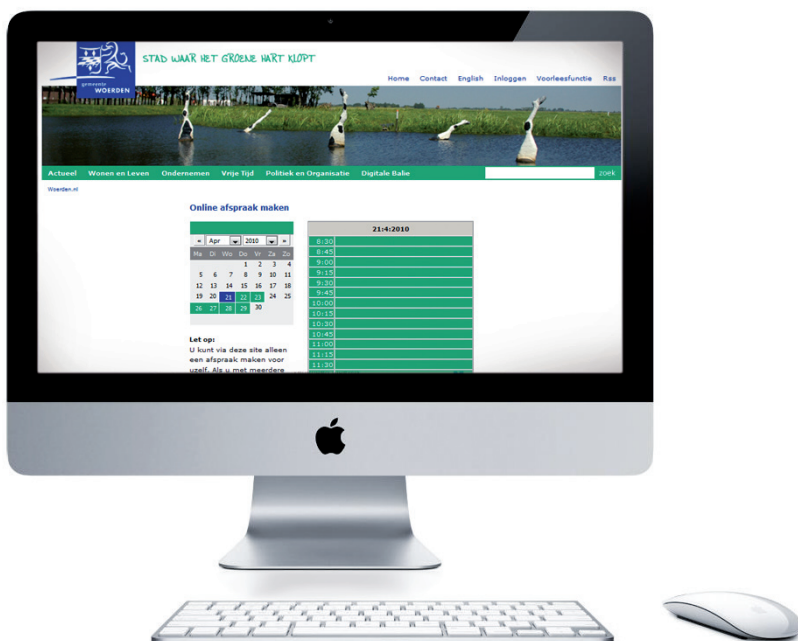 STAD WAAR HET GROENE HART KLOPT
gemeente
WOERDEN
Home Contact English Inloggen Voorleesfunctie Rss
Actueel Wonen en Leven Ondernemen Vrije Tijd Politiek en Organisatie Digitale Balie zoek
Woerden.nl
Online afspraak maken
« Apr 2010 »
Ma Di Wo Do Vr Za Zo
1 2 3 4
5 6 7 8 9 10 11
12 13 14 15 16 17 18
19 20 21 22 23 24 25
26 27 28 29 30
Let op:
U kunt via deze site alleen
een afspraak maken voor
uzelf. Als u met meerdere
21:4:2010
8:30
8:45
9:00
9:15
9:30
9:45
10:00
10:15
10:30
10:45
11:00
11:15
11:30